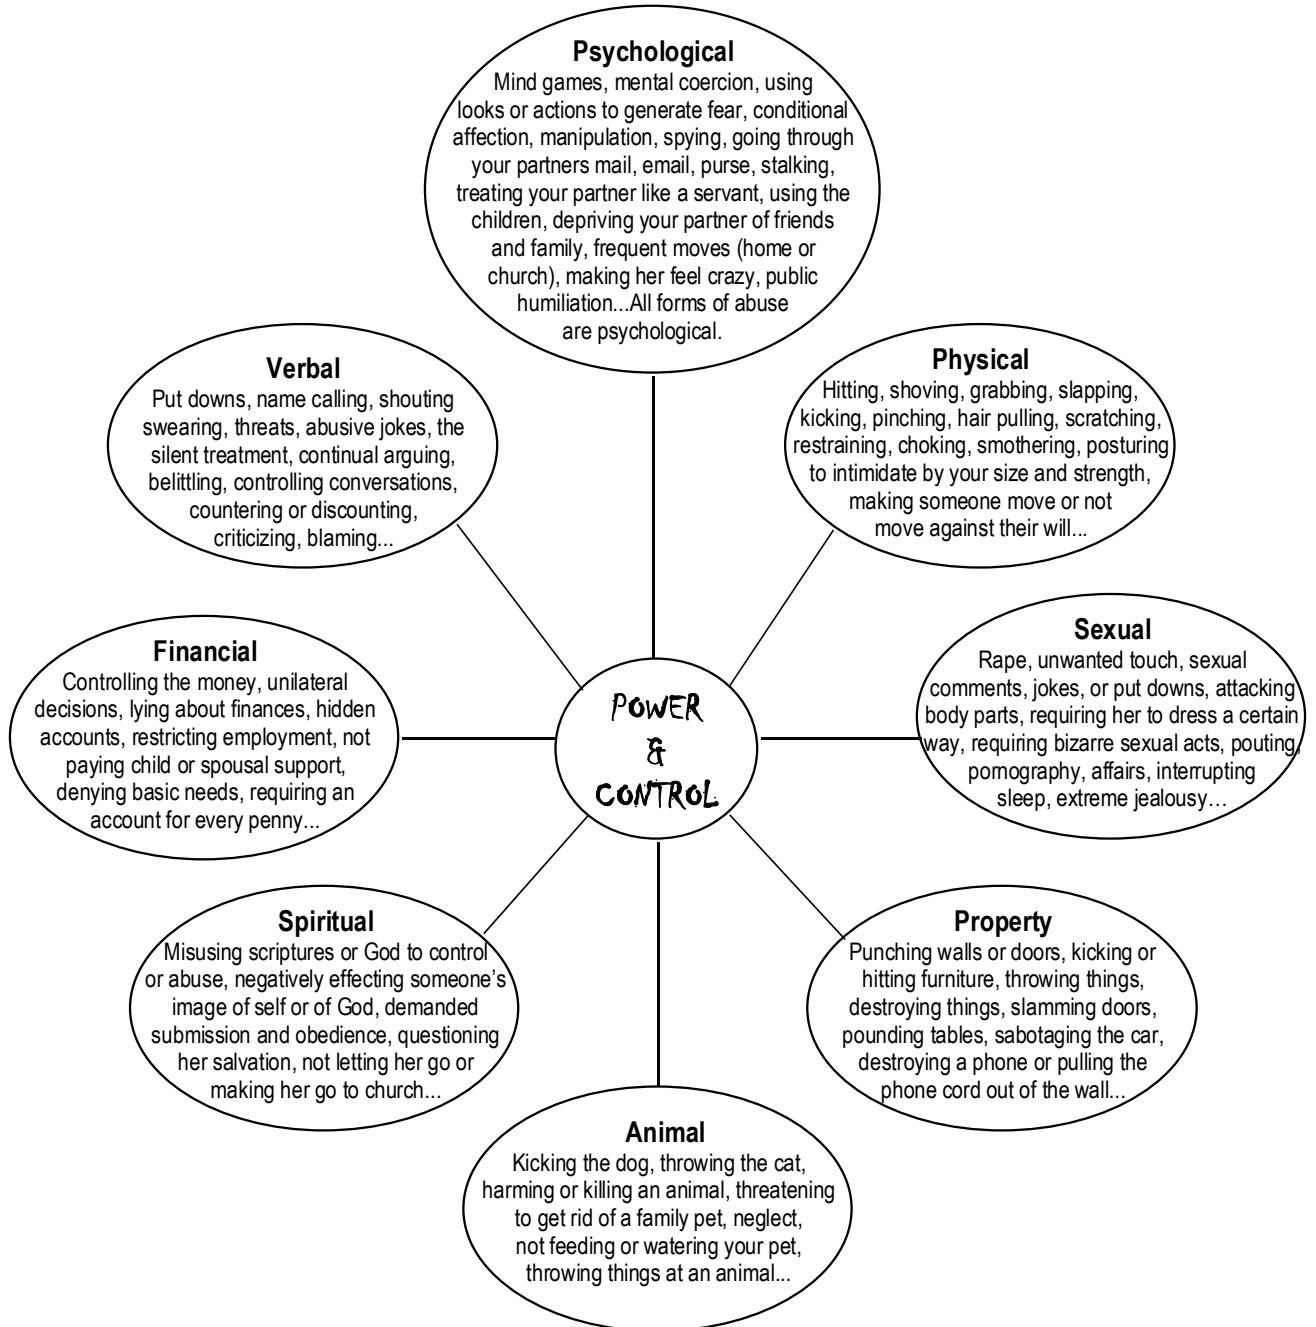 Psychological
Mind games, mental coercion, using
looks or actions to generate fear, conditional
affection, manipulation, spying, going through
your partners mail, email, purse, stalking,
treating your partner like a servant, using the
children, depriving your partner of friends
and family, frequent moves (home or
church), making her feel crazy, public
humiliation...All forms of abuse
are psychological.
Verbal
Put downs, name calling, shouting
swearing, threats, abusive jokes, the
silent treatment, continual arguing,
belittling, controlling conversations,
countering or discounting,
criticizing, blaming...
Physical
Hitting, shoving, grabbing, slapping,
kicking, pinching, hair pulling, scratching,
restraining, choking, smothering, posturing
to intimidate by your size and strength,
making someone move or not
move against their will...
Financial
Controlling the money, unilateral
decisions, lying about finances, hidden
accounts, restricting employment, not
paying child or spousal support,
denying basic needs, requiring an
account for every penny...
POWER
&
CONTROL
Sexual
Rape, unwanted touch, sexual
comments, jokes, or put downs, attacking
body parts, requiring her to dress a certain
way, requiring bizarre sexual acts, pouting,
pornography, affairs, interrupting
sleep, extreme jealousy…
Spiritual
Misusing scriptures or God to control
or abuse, negatively effecting someone’s
image of self or of God, demanded
submission and obedience, questioning
her salvation, not letting her go or
making her go to church...
Property
Punching walls or doors, kicking or
hitting furniture, throwing things,
destroying things, slamming doors,
pounding tables, sabotaging the car,
destroying a phone or pulling the
phone cord out of the wall...
Animal
Kicking the dog, throwing the cat,
harming or killing an animal, threatening
to get rid of a family pet, neglect,
not feeding or watering your pet,
throwing things at an animal...